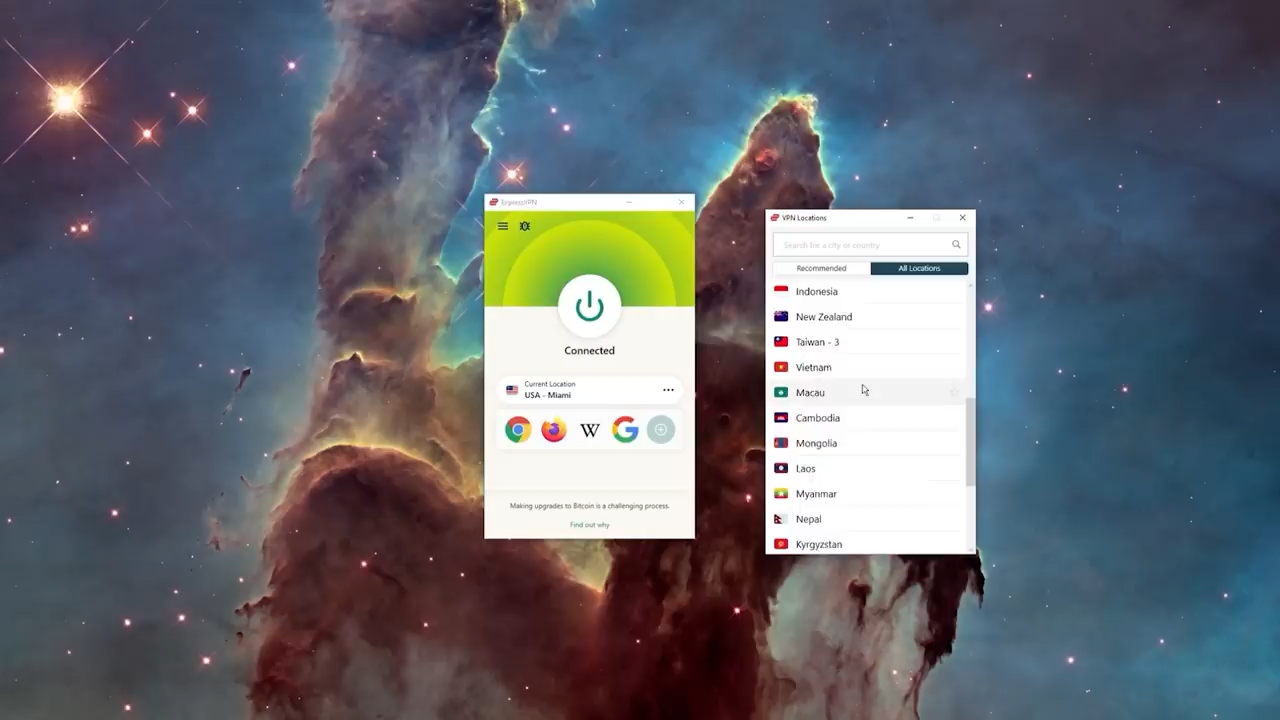 ExpressVPN
Connected
Current Location
USA - Miami
W
Making upgrades to Bitcoin is a challenging process.
Find out why
VPN Locations
Search for a city or country
Recommended
All Locations
Indonesia
New Zealand
Taiwan - 3
Vietnam
Macau
Cambodia
Mongolia
Laos
Myanmar
Nepal
Kyrgyzstan